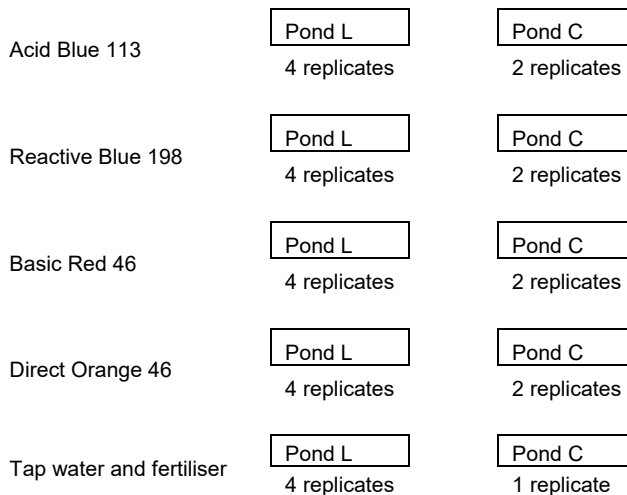 Pond L Pond C
Acid Blue 113
4 replicates 2 replicates
Pond L Pond C
Reactive Blue 198
4 replicates 2 replicates
Pond L Pond C
Basic Red 46
4 replicates 2 replicates
Pond L Pond C
Direct Orange 46
4 replicates 2 replicates
Pond L Pond C
Tap water and fertiliser
4 replicates 1 replicate